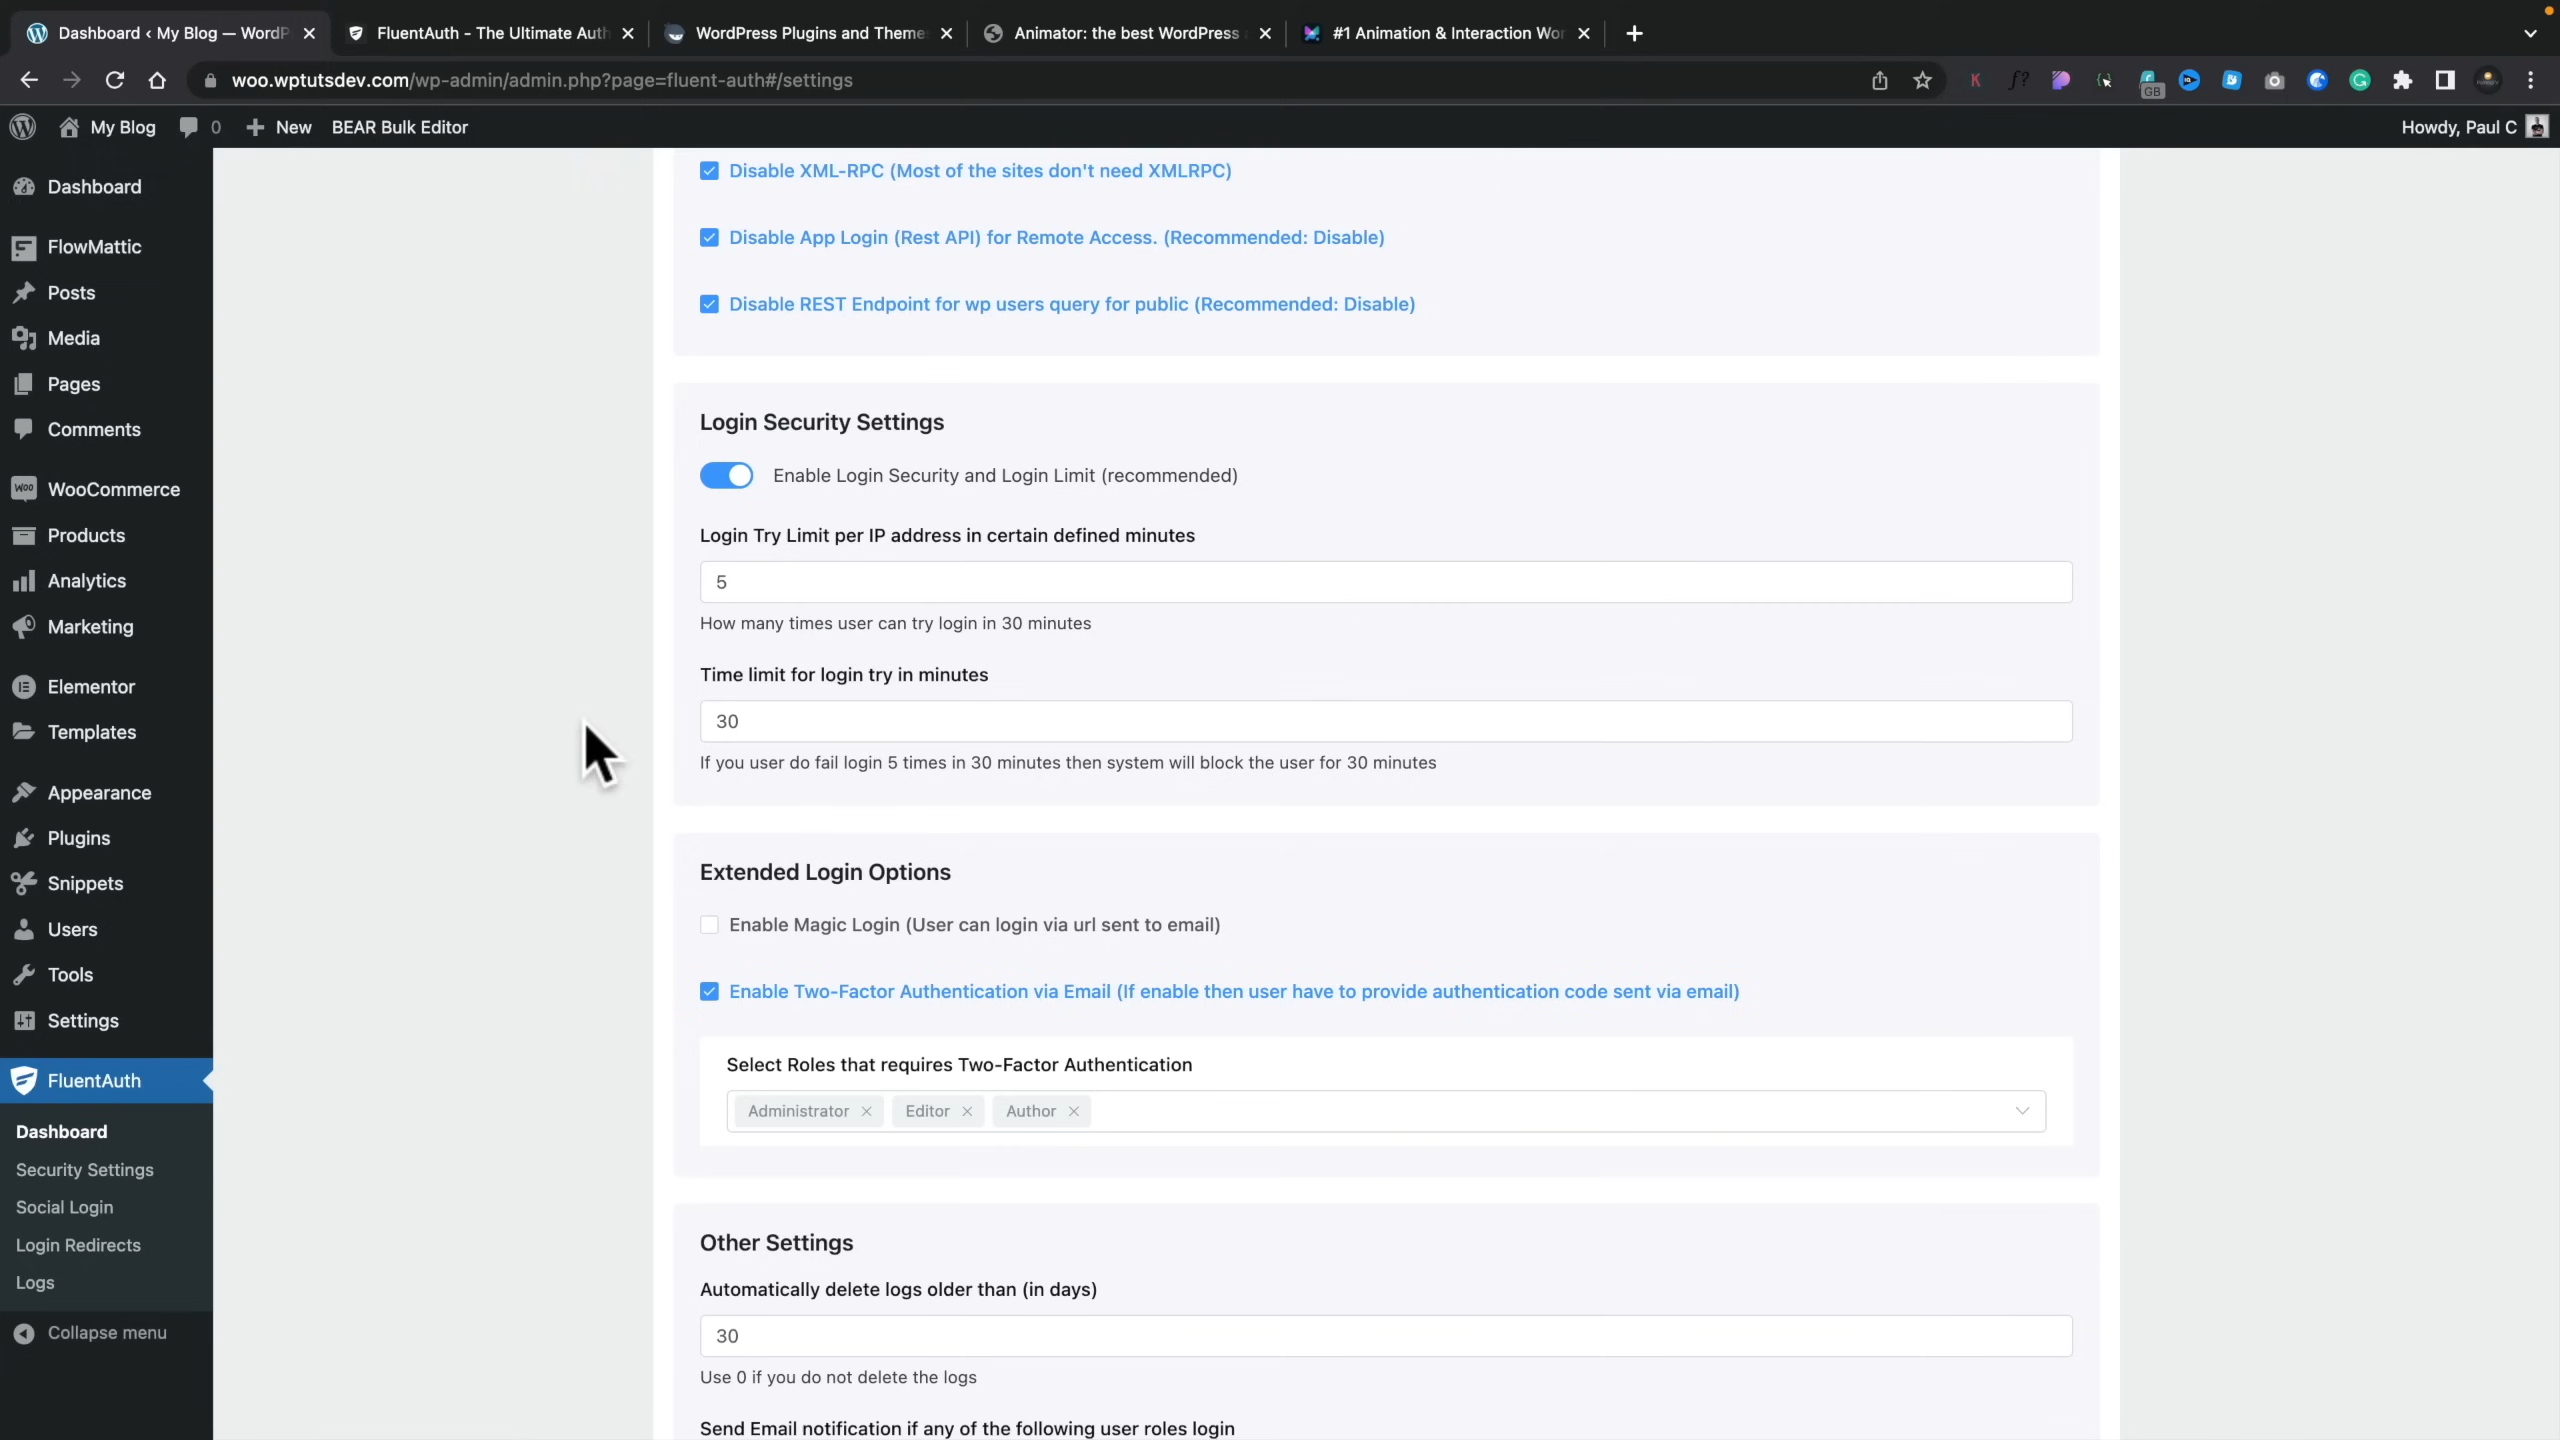 Dashboard ‹ My Blog — WordP
FluentAuth - The Ultimate Auth
WordPress Plugins and Theme
Animator: the best WordPress
#1 Animation & Interaction Wor
woo.wptutsdev.com/wp-admin/admin.php?page=fluent-auth#/settings
GB
My Blog
0
New
BEAR Bulk Editor
Howdy, Paul C
Dashboard
FlowMattic
Posts
Media
Pages
Comments
WooCommerce
Products
Analytics
Marketing
Elementor
Templates
Appearance
Plugins
Snippets
Users
Tools
Settings
FluentAuth
Dashboard
Security Settings
Social Login
Login Redirects
Logs
Collapse menu
Disable XML-RPC (Most of the sites don't need XMLRPC)
Disable App Login (Rest API) for Remote Access. (Recommended: Disable)
Disable REST Endpoint for wp users query for public (Recommended: Disable)
Login Security Settings
Enable Login Security and Login Limit (recommended)
Login Try Limit per IP address in certain defined minutes
5
How many times user can try login in 30 minutes
Time limit for login try in minutes
30
If you user do fail login 5 times in 30 minutes then system will block the user for 30 minutes
Extended Login Options
Enable Magic Login (User can login via url sent to email)
Enable Two-Factor Authentication via Email (If enable then user have to provide authentication code sent via email)
Select Roles that requires Two-Factor Authentication
Administrator
Editor
Author
Other Settings
Automatically delete logs older than (in days)
30
Use 0 if you do not delete the logs
Send Email notification if any of the following user roles login